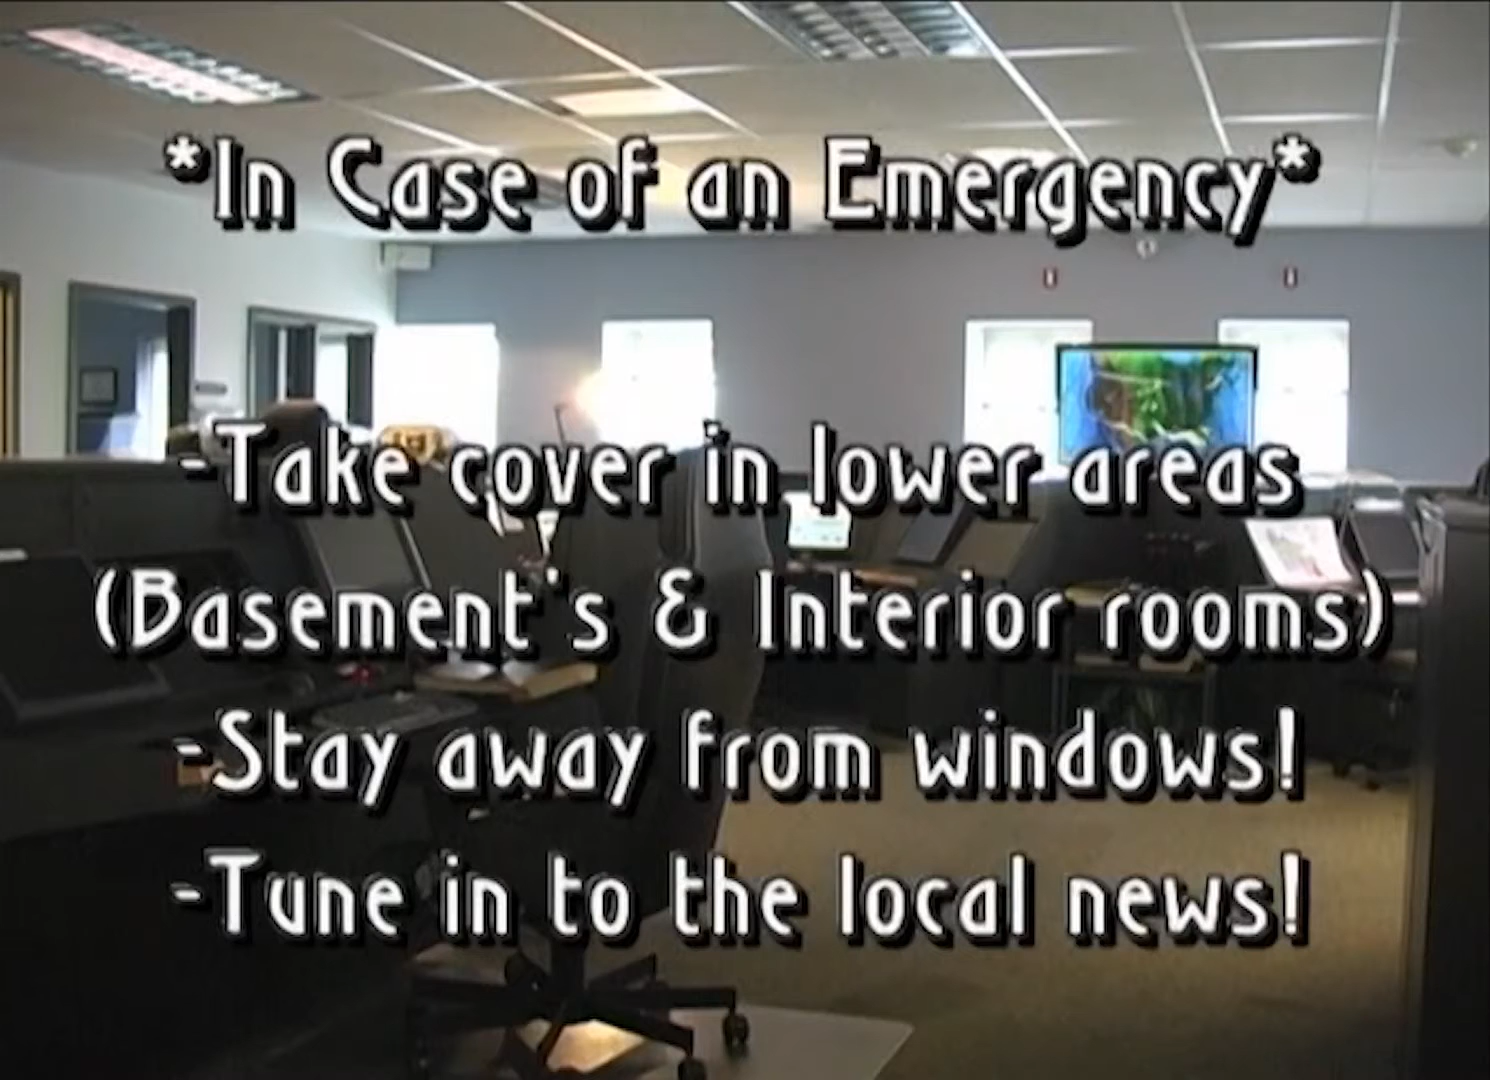 *In Case of an Emergency*
-Take cover in lower areas
(Basement's & Interior rooms)
-Stay away from windows!
-Tune in to the local news!